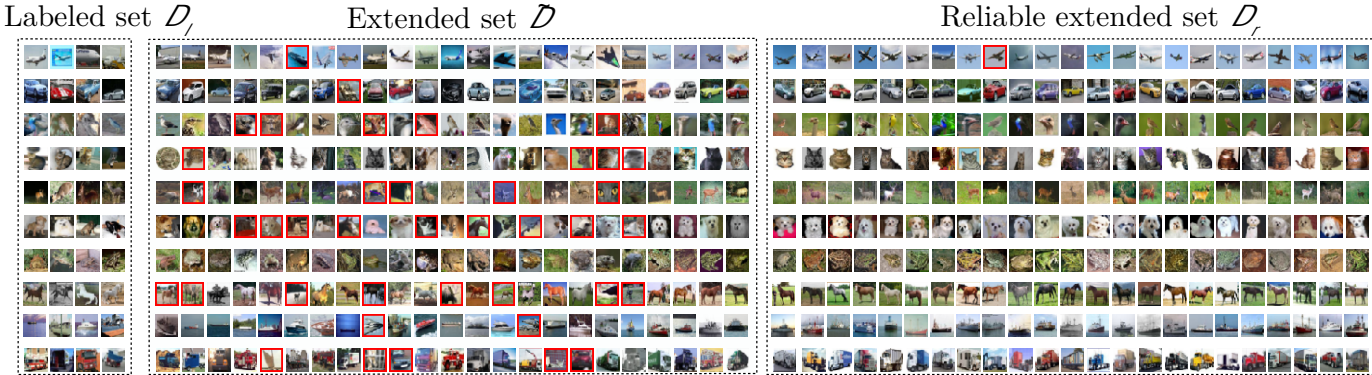 Labeled set 𝒟_l
Extended set 𝒟̃
Reliable extended set 𝒟_r